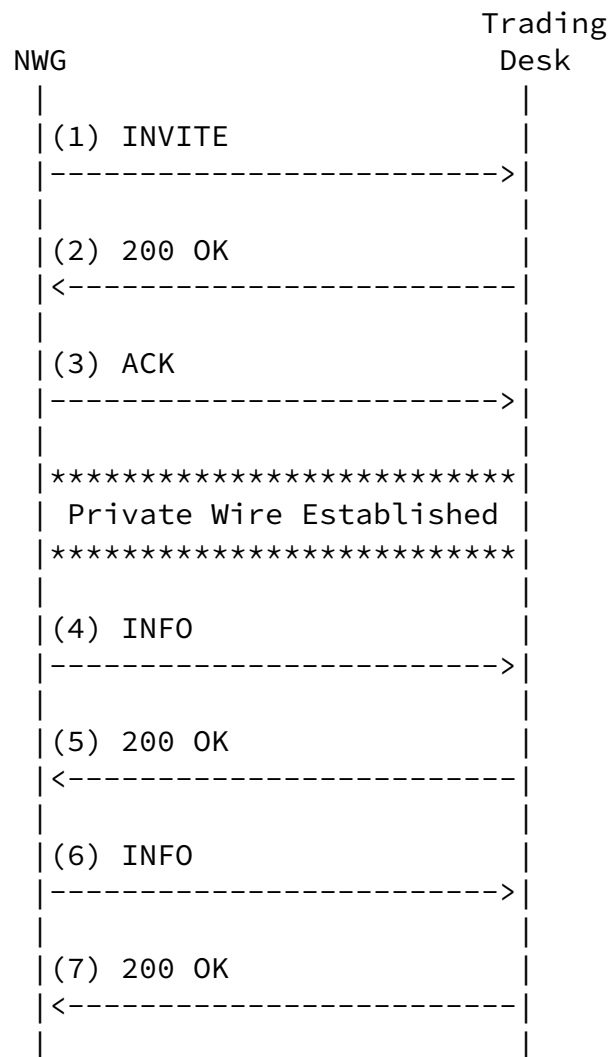 Trading
NWG Desk
(1) INVITE
------------------------->
(2) 200 OK
<-------------------------
(3) ACK
------------------------->
**************************
Private Wire Established
**************************
(4) INFO
------------------------->
(5) 200 OK
<-------------------------
(6) INFO
------------------------->
(7) 200 OK
<-------------------------